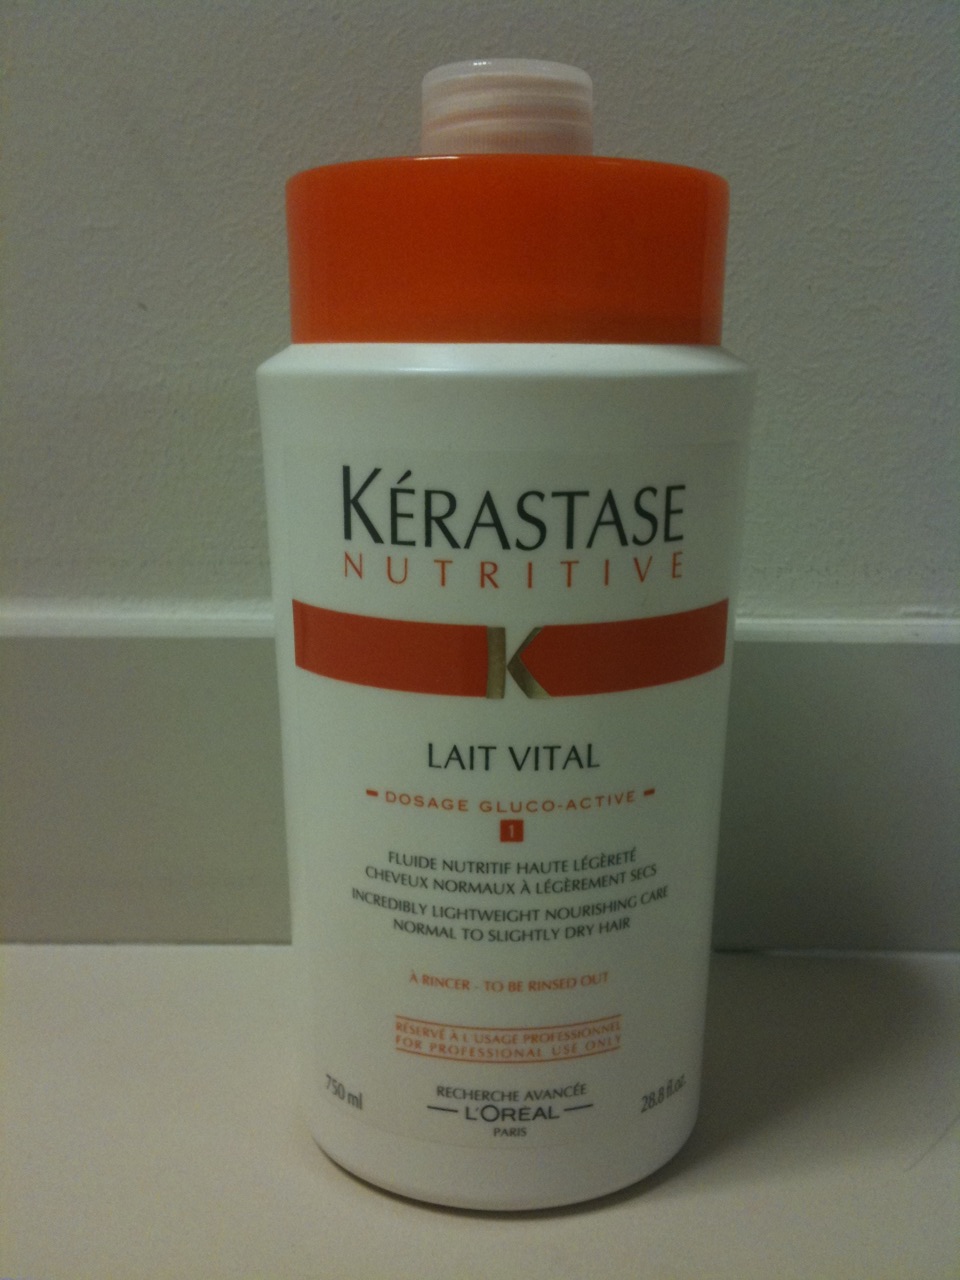 KÉRASTASE
NUTRITIVE
K
LAIT VITAL
DOSAGE GLUCO-ACTIVE
1
FLUIDE NUTRITIF HAUTE LÉGÈRETÉ
CHEVEUX NORMAUX À LÉGÈREMENT SECS
INCREDIBLY LIGHTWEIGHT NOURISHING CARE
NORMAL TO SLIGHTLY DRY HAIR
À RINCER - TO BE RINSED OUT
RÉSERVÉ À L'USAGE PROFESSIONNEL
FOR PROFESSIONAL USE ONLY
750 ml
RECHERCHE AVANCÉE
L'ORÉAL
PARIS
28.8 fl.oz.